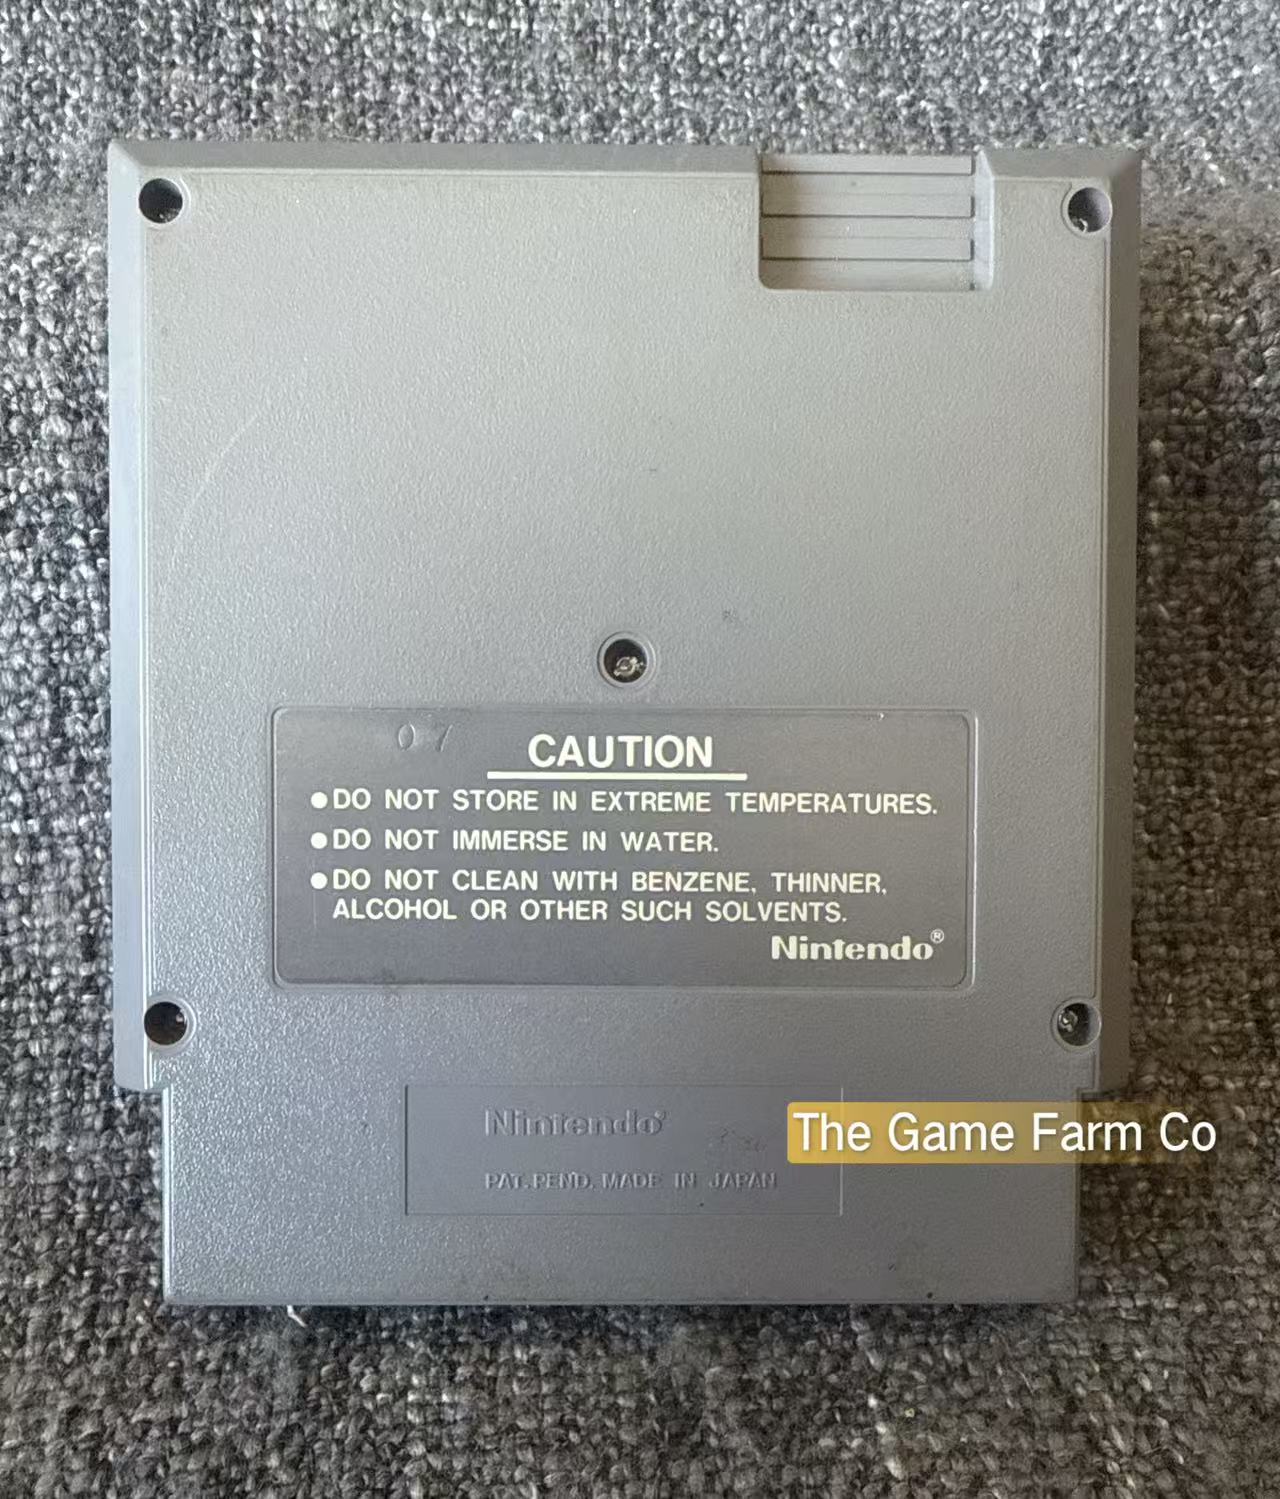 07
CAUTION
●DO NOT STORE IN EXTREME TEMPERATURES.
●DO NOT IMMERSE IN WATER.
●DO NOT CLEAN WITH BENZENE, THINNER,
ALCOHOL OR OTHER SUCH SOLVENTS.
Nintendo®
Nintendo®
The Game Farm Co
PAT. PEND. MADE IN JAPAN